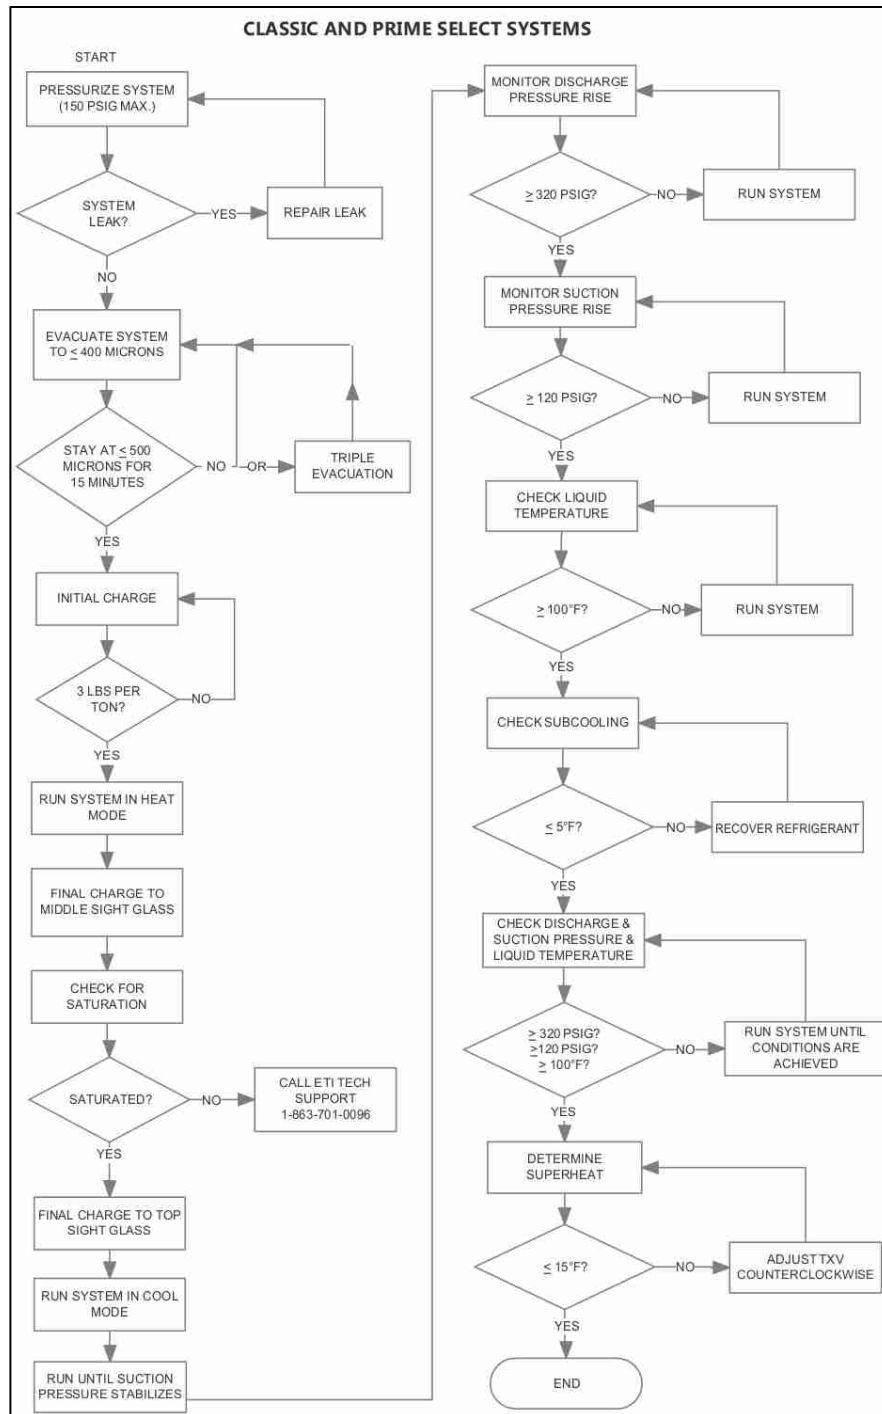 CLASSIC AND PRIME SELECT SYSTEMS
START
PRESSURIZE SYSTEM
(150 PSIG MAX.)
SYSTEM
LEAK?
YES
REPAIR LEAK
NO
EVACUATE SYSTEM
TO ≤ 400 MICRONS
STAY AT ≤ 500
MICRONS FOR
15 MINUTES
NO
OR
TRIPLE
EVACUATION
YES
INITIAL CHARGE
3 LBS PER
TON?
NO
YES
RUN SYSTEM IN HEAT
MODE
FINAL CHARGE TO
MIDDLE SIGHT GLASS
CHECK FOR
SATURATION
SATURATED?
NO
CALL ETI TECH
SUPPORT
1-863-701-0096
YES
FINAL CHARGE TO TOP
SIGHT GLASS
RUN SYSTEM IN COOL
MODE
RUN UNTIL SUCTION
PRESSURE STABILIZES
MONITOR DISCHARGE
PRESSURE RISE
≥ 320 PSIG?
NO
RUN SYSTEM
YES
MONITOR SUCTION
PRESSURE RISE
≥ 120 PSIG?
NO
RUN SYSTEM
YES
CHECK LIQUID
TEMPERATURE
≥ 100°F?
NO
RUN SYSTEM
YES
CHECK SUBCOOLING
≤ 5°F?
NO
RECOVER REFRIGERANT
YES
CHECK DISCHARGE &
SUCTION PRESSURE &
LIQUID TEMPERATURE
≥ 320 PSIG?
≥120 PSIG?
≥ 100°F?
NO
RUN SYSTEM UNTIL
CONDITIONS ARE
ACHIEVED
YES
DETERMINE
SUPERHEAT
≤ 15°F?
NO
ADJUST TXV
COUNTERCLOCKWISE
YES
END